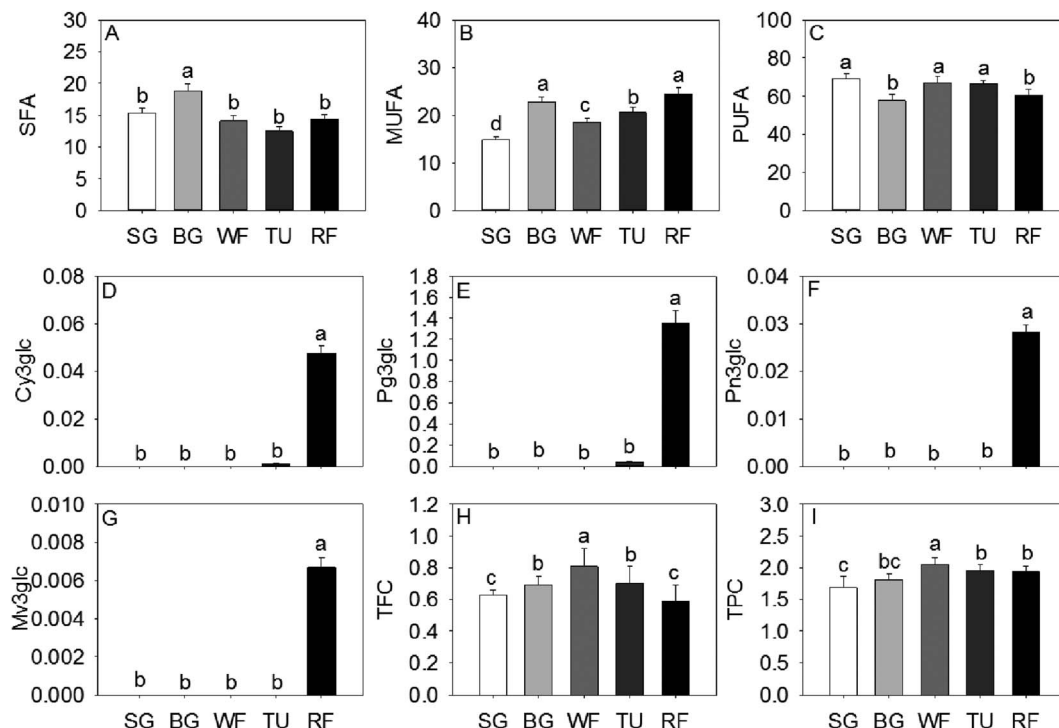 A
SFA
30
25
20
15
10
5
0
b
a
b
b
b
SG BG WF TU RF
B
MUFA
40
30
20
10
0
d
a
c
b
a
SG BG WF TU RF
C
PUFA
100
80
60
40
20
0
a
b
a
a
b
SG BG WF TU RF
D
Cy3glc
0.08
0.06
0.04
0.02
0.00
b
b
b
b
a
E
Pg3glc
1.8
1.6
1.4
1.2
1.0
0.8
0.6
0.4
0.2
0.0
b
b
b
b
a
F
Pn3glc
0.04
0.03
0.02
0.01
0.00
b
b
b
b
a
G
Mv3glc
0.010
0.008
0.006
0.004
0.002
0.000
b
b
b
b
a
SG BG WF TU RF
H
TFC
1.2
1.0
0.8
0.6
0.4
0.2
0.0
c
b
a
b
c
SG BG WF TU RF
I
TPC
3.0
2.5
2.0
1.5
1.0
0.5
0.0
c
bc
a
b
b
SG BG WF TU RF